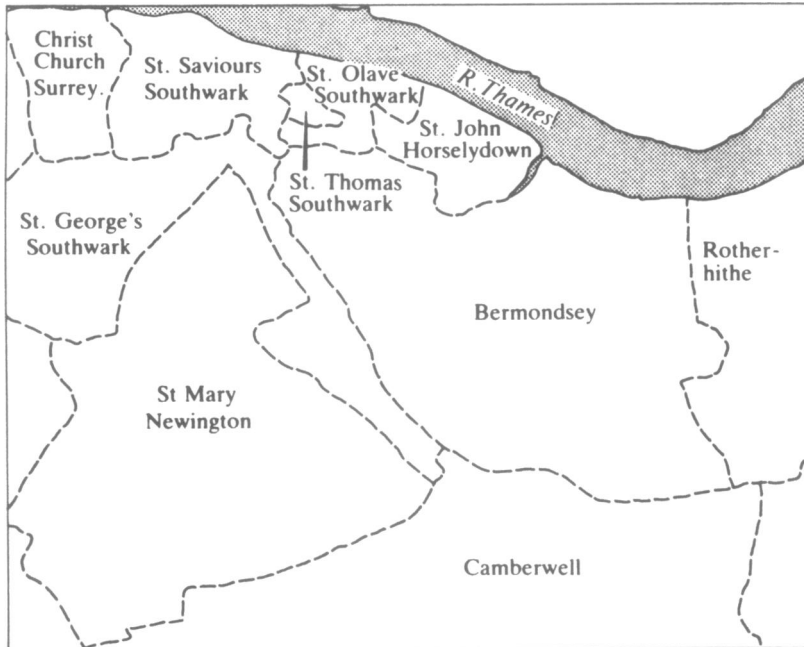 Christ
Church
Surrey.
St. Saviours
Southwark
St. Olave
Southwark
R. Thames
St. John
Horselydown
St. Thomas
Southwark
St. George's
Southwark
Rother-
hithe
Bermondsey
St Mary
Newington
Camberwell